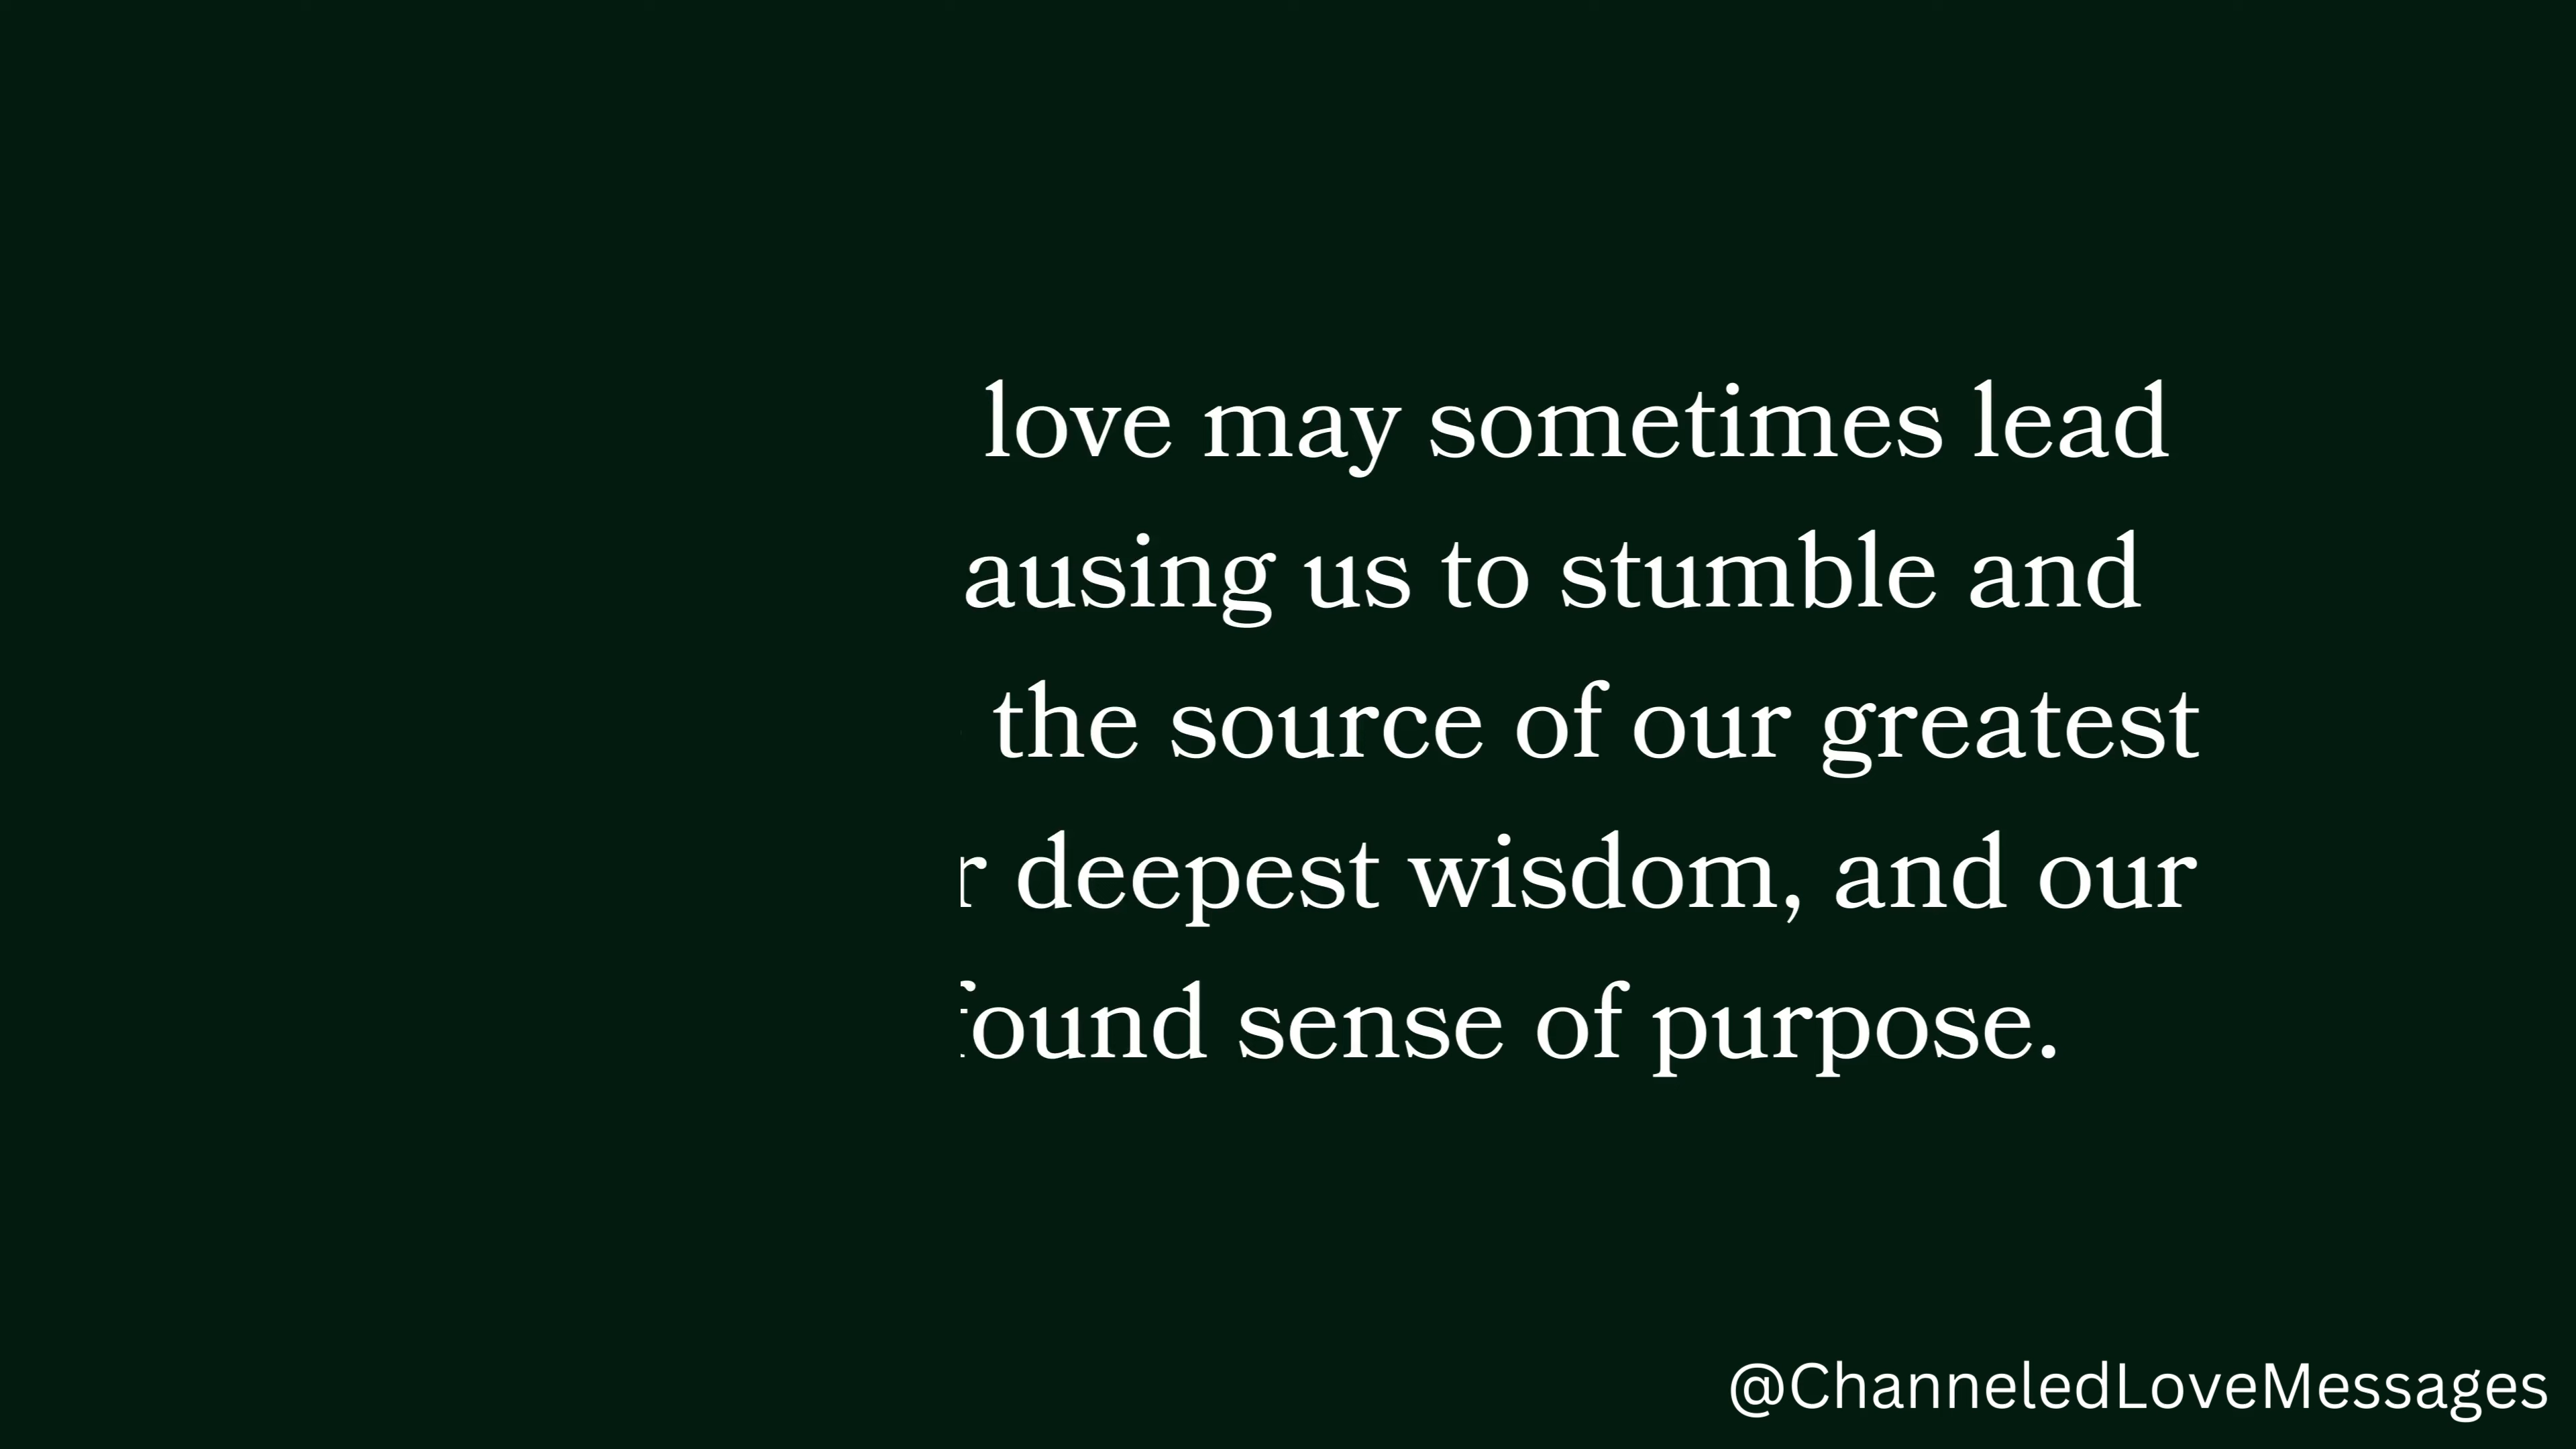 love may sometimes lead
ausing us to stumble and
the source of our greatest
r deepest wisdom, and our
found sense of purpose.
@ChanneledLoveMessages